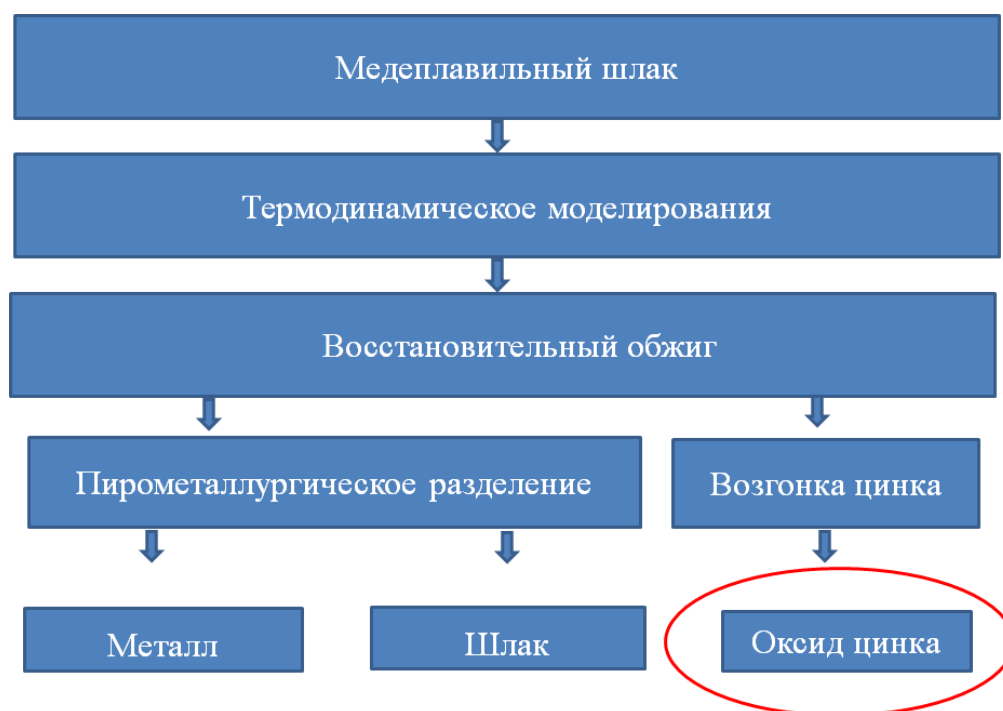 Медеплавильный шлак
Термодинамическое моделирования
Восстановительный обжиг
Пирометаллургическое разделение
Возгонка цинка
Металл
Шлак
Оксид цинка